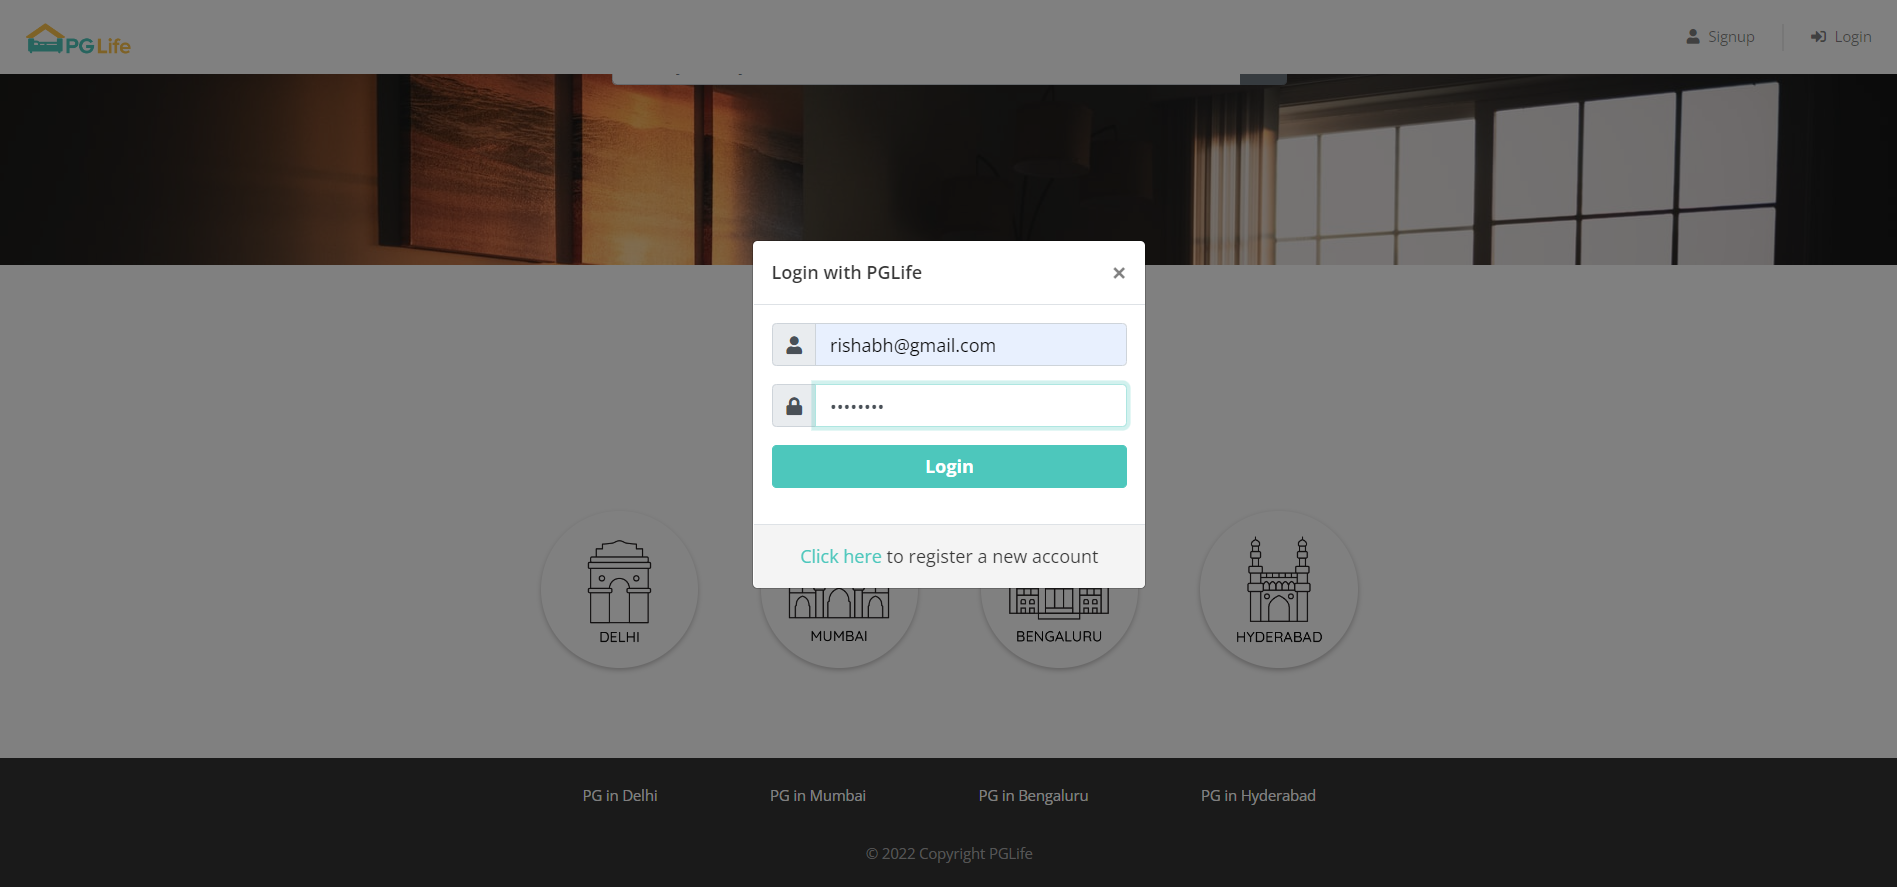 PG Life
Signup
Login
Login with PGLife
×
rishabh@gmail.com
••••••••
Login
Click here to register a new account
DELHI
MUMBAI
BENGALURU
HYDERABAD
PG in Delhi
PG in Mumbai
PG in Bengaluru
PG in Hyderabad
© 2022 Copyright PGLife